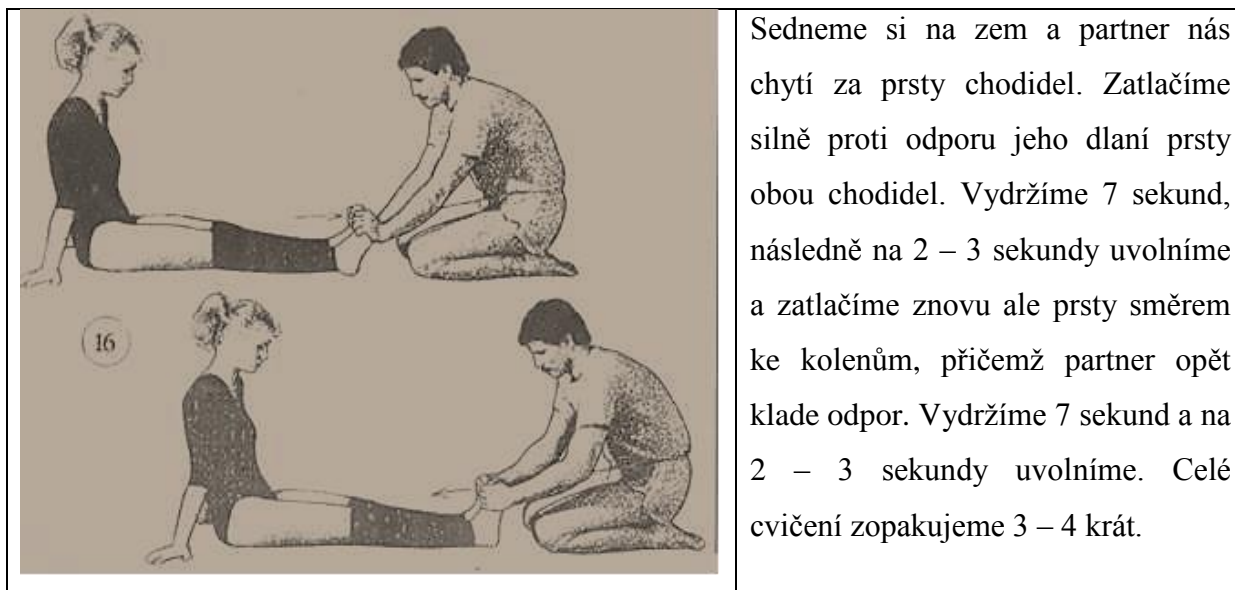 16
Sedneme si na zem a partner nás
chytí za prsty chodidel. Zatlačíme
silně proti odporu jeho dlaní prsty
obou chodidel. Vydržíme 7 sekund,
následně na 2 – 3 sekundy uvolníme
a zatlačíme znovu ale prsty směrem
ke kolenům, přičemž partner opět
klade odpor. Vydržíme 7 sekund a na
2 – 3 sekundy uvolníme. Celé
cvičení zopakujeme 3 – 4 krát.